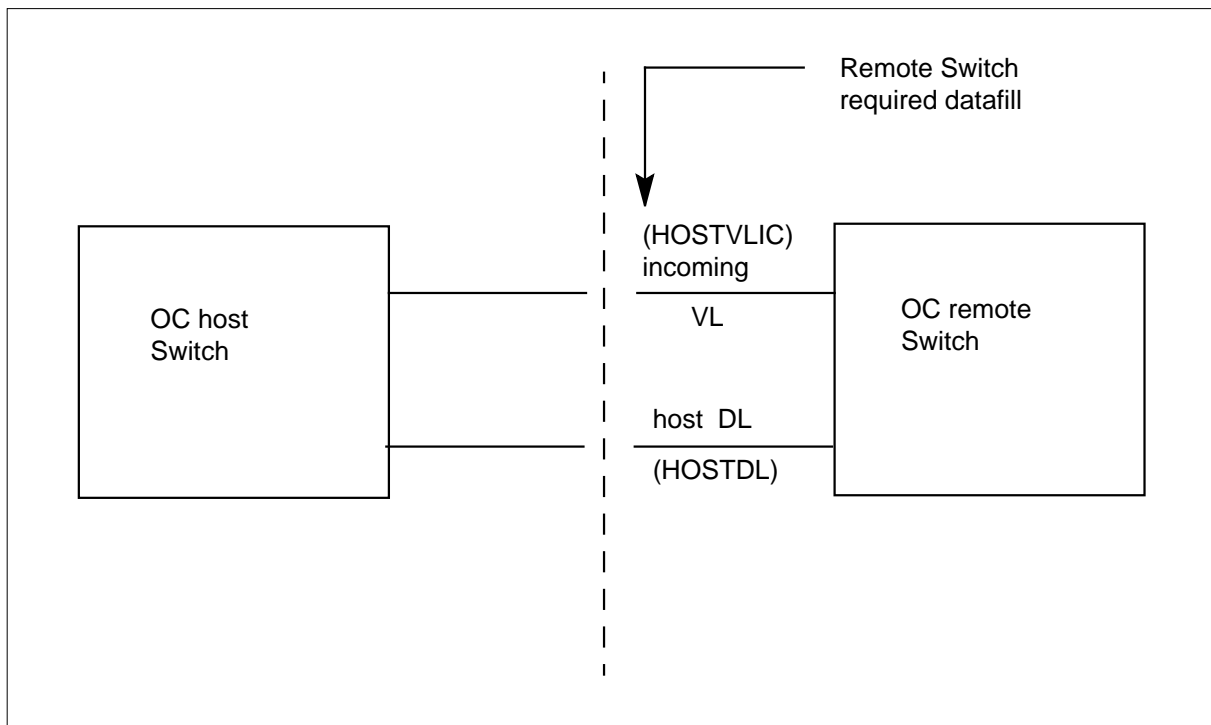 Remote Switch
required datafill
(HOSTVLIC)
incoming
VL
OC host
Switch
OC remote
Switch
host DL
(HOSTDL)